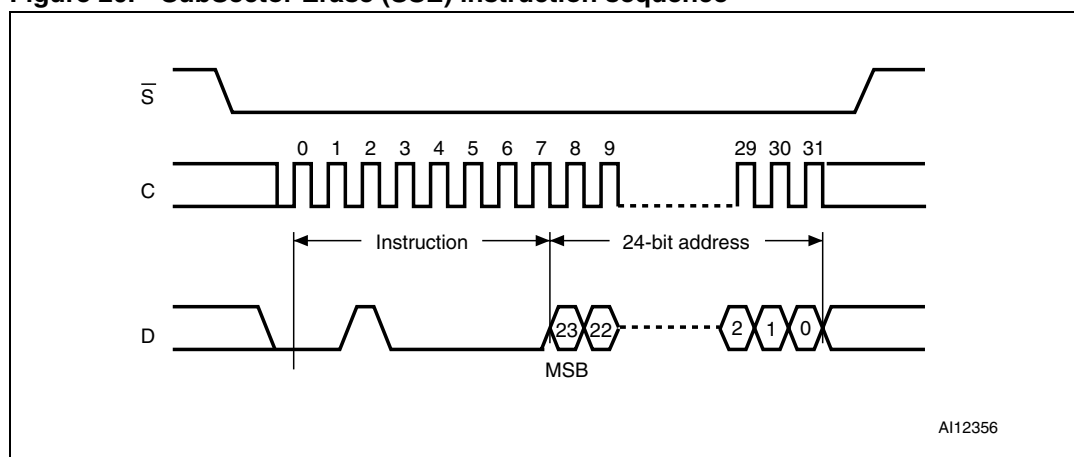 Figure 20. SubSector Erase (SSE) instruction sequence
S
0 1 2 3 4 5 6 7 8 9 29 30 31
C
Instruction 24-bit address
D 23 22 2 1 0
MSB
AI12356